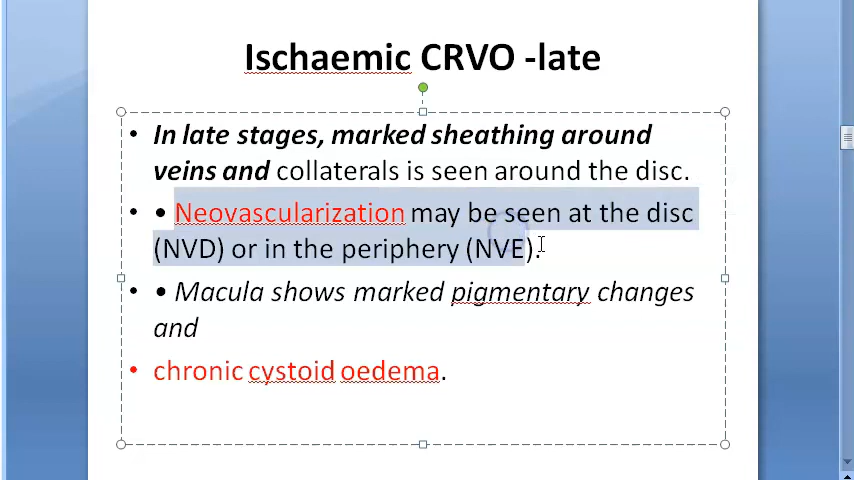 Ischaemic CRVO -late
• In late stages, marked sheathing around
veins and collaterals is seen around the disc.
• • Neovascularization may be seen at the disc
(NVD) or in the periphery (NVE).
• • Macula shows marked pigmentary changes
and
• chronic cystoid oedema.